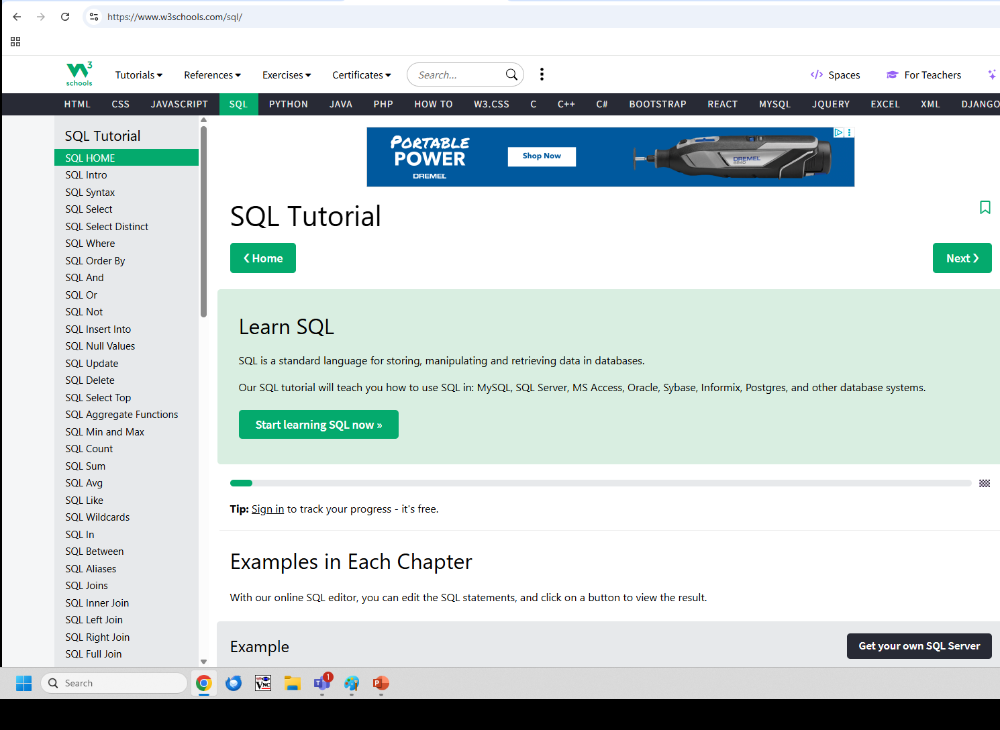 https://www.w3schools.com/sql/
W3 schools
Tutorials References Exercises Certificates Search... Spaces For Teachers
HTML CSS JAVASCRIPT SQL PYTHON JAVA PHP HOW TO W3.CSS C C++ C# BOOTSTRAP REACT MYSQL JQUERY EXCEL XML DJANGO
SQL Tutorial
SQL HOME
SQL Intro
SQL Syntax
SQL Select
SQL Select Distinct
SQL Where
SQL Order By
SQL And
SQL Or
SQL Not
SQL Insert Into
SQL Null Values
SQL Update
SQL Delete
SQL Select Top
SQL Aggregate Functions
SQL Min and Max
SQL Count
SQL Sum
SQL Avg
SQL Like
SQL Wildcards
SQL In
SQL Between
SQL Aliases
SQL Joins
SQL Inner Join
SQL Left Join
SQL Right Join
SQL Full Join
PORTABLE
POWER
DREMEL
Shop Now
DREMEL
8240
SQL Tutorial
❮ Home
Next ❯
Learn SQL
SQL is a standard language for storing, manipulating and retrieving data in databases.
Our SQL tutorial will teach you how to use SQL in: MySQL, SQL Server, MS Access, Oracle, Sybase, Informix, Postgres, and other database systems.
Start learning SQL now »
Tip: Sign in to track your progress - it's free.
Examples in Each Chapter
With our online SQL editor, you can edit the SQL statements, and click on a button to view the result.
Example
Get your own SQL Server
Search
VNC
T
1
P